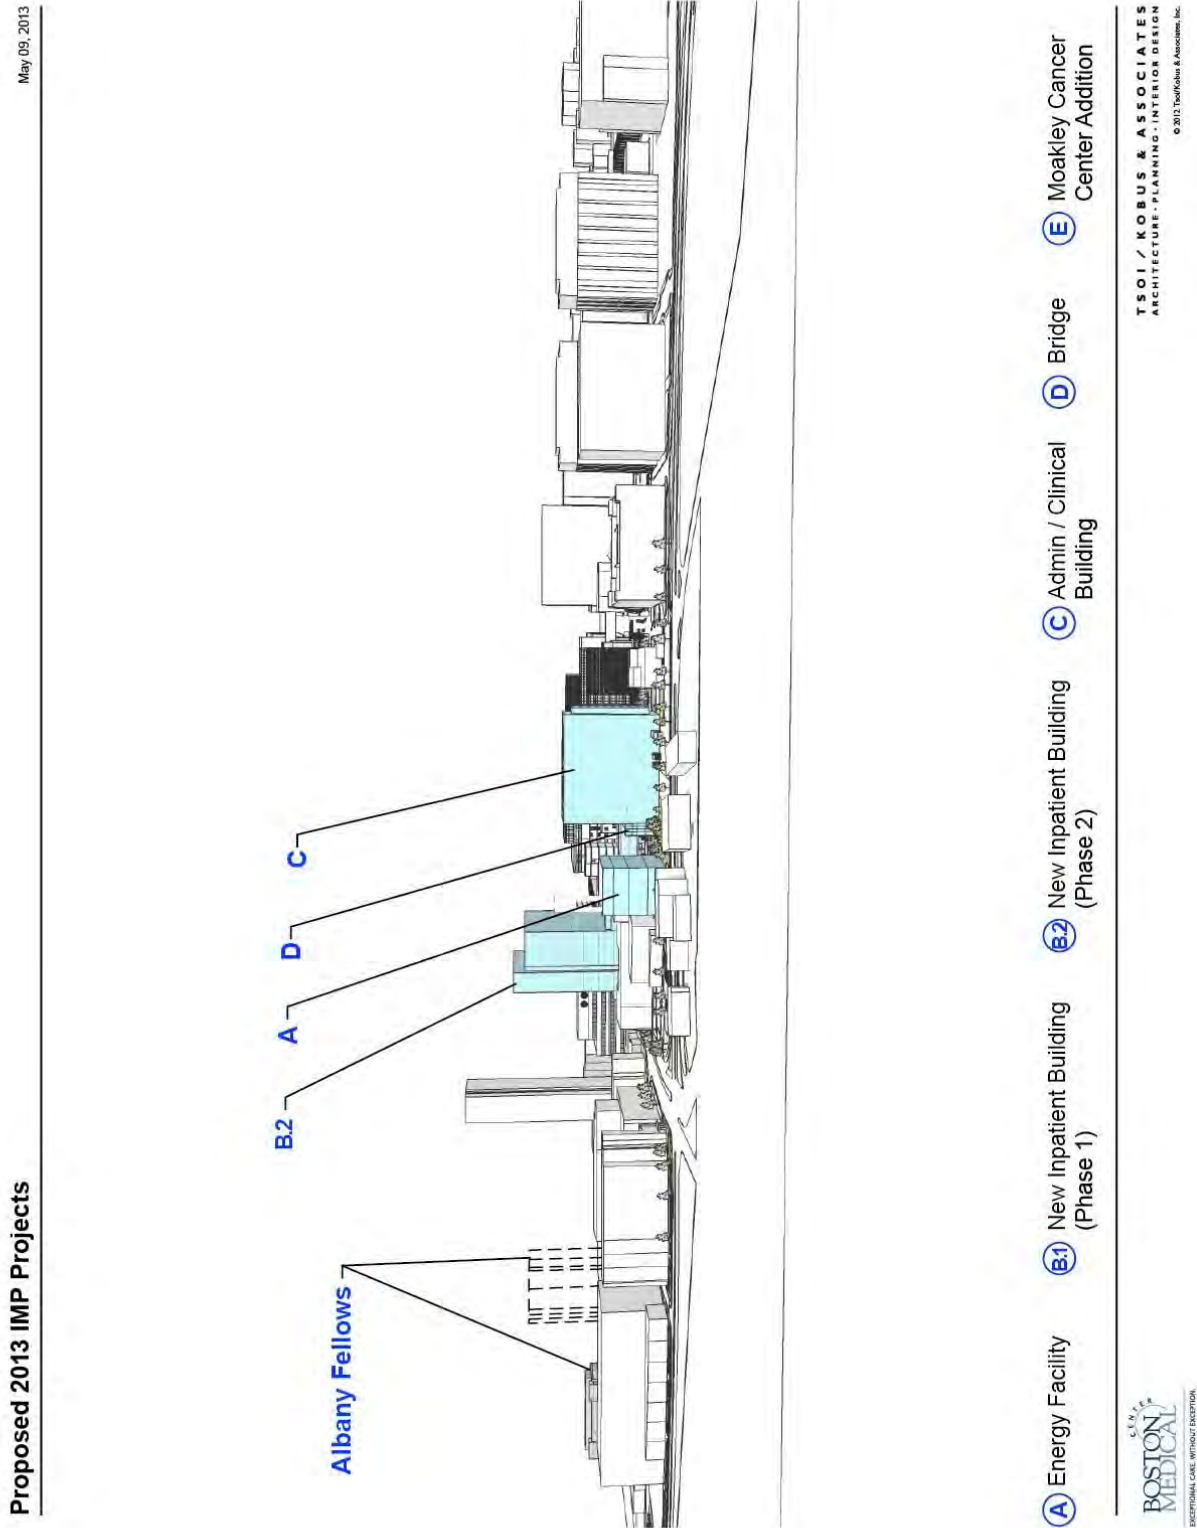 Proposed 2013 IMP Projects
May 09, 2013
Albany Fellows
B.2
A
D
C
A Energy Facility
B.1 New Inpatient Building
(Phase 1)
B.2 New Inpatient Building
(Phase 2)
C Admin / Clinical
Building
D Bridge
E Moakley Cancer
Center Addition
BOSTON
MEDICAL
CENTER
EXCEPTIONAL CARE. WITHOUT EXCEPTION.
TSOI / KOBUS & ASSOCIATES
ARCHITECTURE · PLANNING · INTERIOR DESIGN
© 2012 Tsoi/Kobus & Associates, Inc.